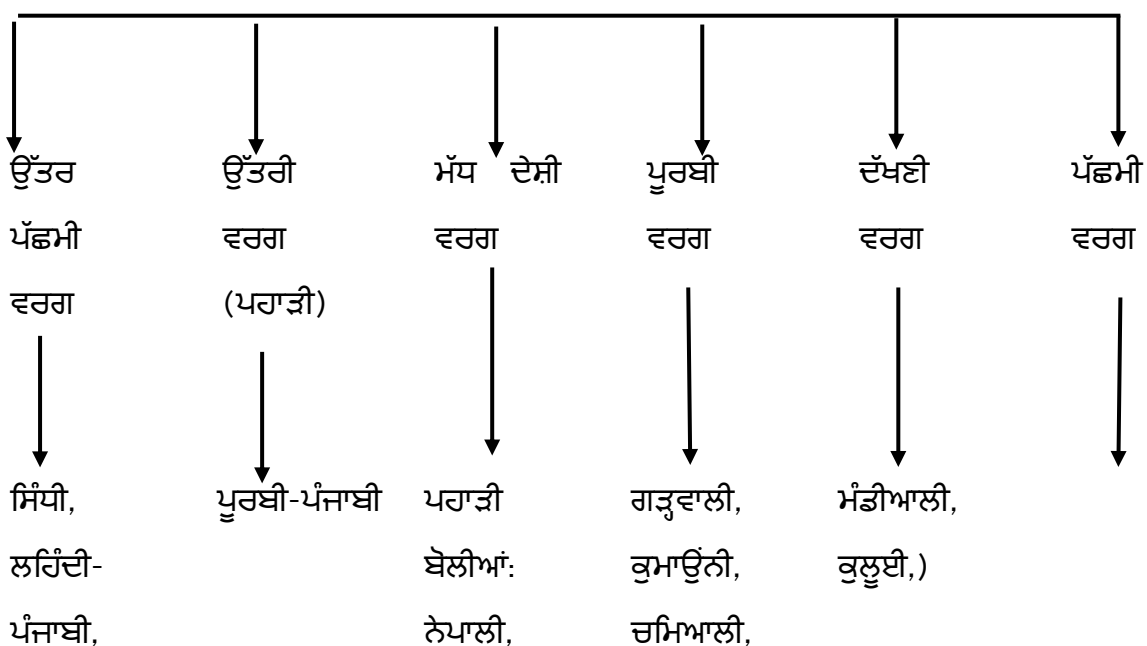 ਉੱਤਰ ਉੱਤਰੀ ਮੱਧ ਦੇਸ਼ੀ ਪੂਰਬੀ ਦੱਖਣੀ ਪੱਛਮੀ
ਪੱਛਮੀ ਵਰਗ ਵਰਗ ਵਰਗ ਵਰਗ ਵਰਗ
ਵਰਗ (ਪਹਾੜੀ)
ਸਿੰਧੀ, ਪੂਰਬੀ-ਪੰਜਾਬੀ ਪਹਾੜੀ ਗੜ੍ਹਵਾਲੀ, ਮੰਡੀਆਲੀ,
ਲਹਿੰਦੀ- ਬੋਲੀਆਂ: ਕੁਮਾਉਂਨੀ, ਕੁਲੂਈ,)
ਪੰਜਾਬੀ, ਨੇਪਾਲੀ, ਚਮਿਆਲੀ,